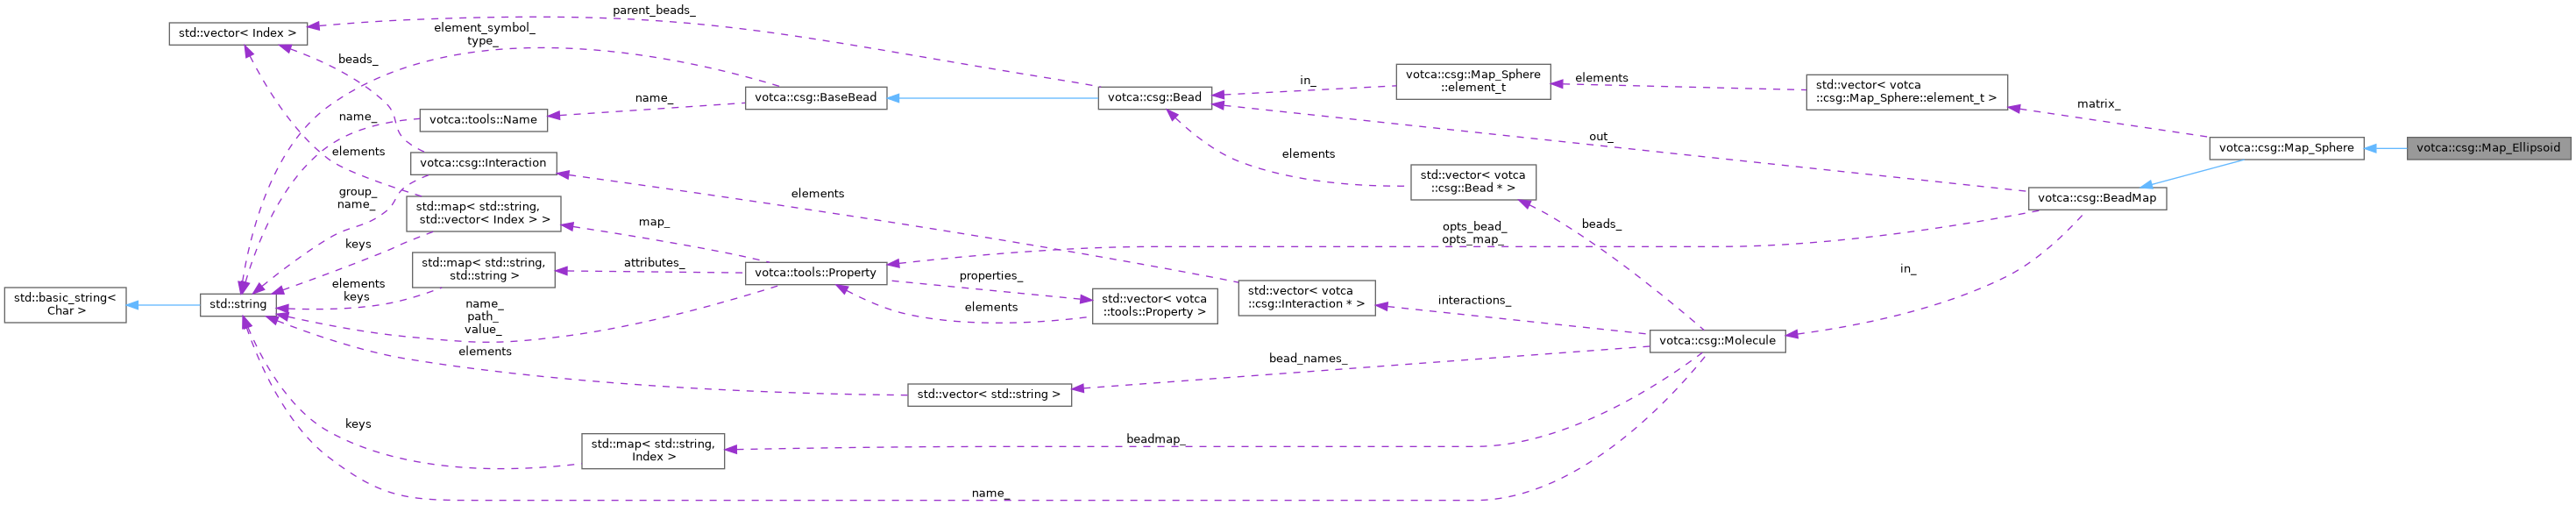 parent_beads_
std::vector< Index >
element_symbol_
type_
beads_
votca::csg::Map_Sphere
::element_t
in_
elements
std::vector< votca
::csg::Map_Sphere::element_t >
votca::csg::BaseBead
votca::csg::Bead
name_
matrix_
votca::tools::Name
name_
out_
elements
votca::csg::Interaction
elements
votca::csg::Map_Sphere
votca::csg::Map_Ellipsoid
std::vector< votca
::csg::Bead * >
elements
group_
name_
votca::csg::BeadMap
std::map< std::string,
std::vector< Index > >
map_
beads_
opts_bead_
opts_map_
keys
std::map< std::string,
std::string >
attributes_
votca::tools::Property
properties_
in_
elements
keys
std::vector< votca
::csg::Interaction * >
std::basic_string<
Char >
std::string
name_
path_
value_
elements
std::vector< votca
::tools::Property >
interactions_
votca::csg::Molecule
elements
bead_names_
std::vector< std::string >
keys
std::map< std::string,
Index >
beadmap_
name_